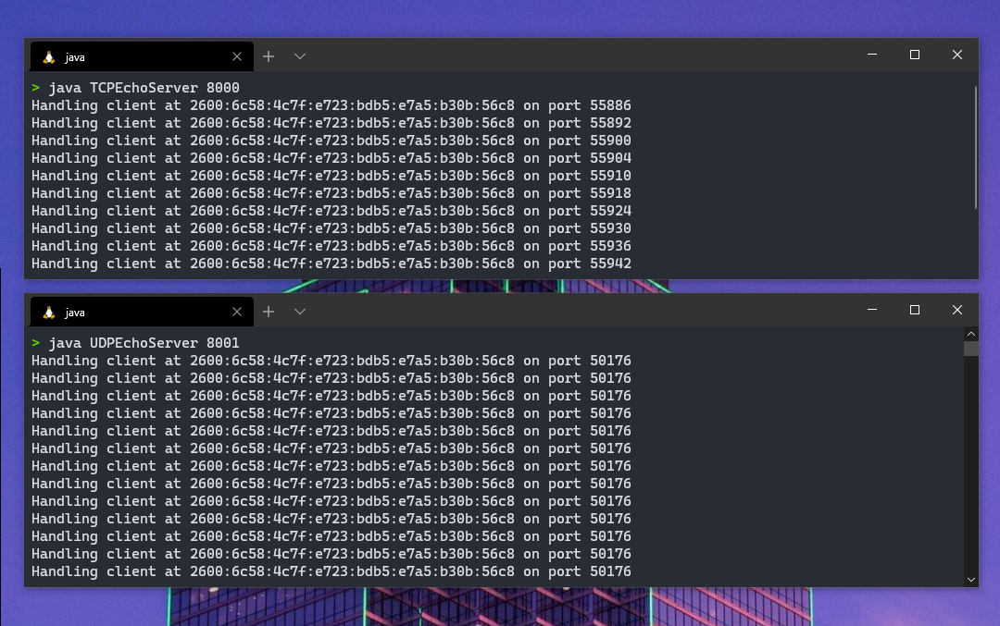 java
> java TCPEchoServer 8000
Handling client at 2600:6c58:4c7f:e723:bdb5:e7a5:b30b:56c8 on port 55886
Handling client at 2600:6c58:4c7f:e723:bdb5:e7a5:b30b:56c8 on port 55892
Handling client at 2600:6c58:4c7f:e723:bdb5:e7a5:b30b:56c8 on port 55900
Handling client at 2600:6c58:4c7f:e723:bdb5:e7a5:b30b:56c8 on port 55904
Handling client at 2600:6c58:4c7f:e723:bdb5:e7a5:b30b:56c8 on port 55910
Handling client at 2600:6c58:4c7f:e723:bdb5:e7a5:b30b:56c8 on port 55918
Handling client at 2600:6c58:4c7f:e723:bdb5:e7a5:b30b:56c8 on port 55924
Handling client at 2600:6c58:4c7f:e723:bdb5:e7a5:b30b:56c8 on port 55930
Handling client at 2600:6c58:4c7f:e723:bdb5:e7a5:b30b:56c8 on port 55936
Handling client at 2600:6c58:4c7f:e723:bdb5:e7a5:b30b:56c8 on port 55942
java
> java UDPEchoServer 8001
Handling client at 2600:6c58:4c7f:e723:bdb5:e7a5:b30b:56c8 on port 50176
Handling client at 2600:6c58:4c7f:e723:bdb5:e7a5:b30b:56c8 on port 50176
Handling client at 2600:6c58:4c7f:e723:bdb5:e7a5:b30b:56c8 on port 50176
Handling client at 2600:6c58:4c7f:e723:bdb5:e7a5:b30b:56c8 on port 50176
Handling client at 2600:6c58:4c7f:e723:bdb5:e7a5:b30b:56c8 on port 50176
Handling client at 2600:6c58:4c7f:e723:bdb5:e7a5:b30b:56c8 on port 50176
Handling client at 2600:6c58:4c7f:e723:bdb5:e7a5:b30b:56c8 on port 50176
Handling client at 2600:6c58:4c7f:e723:bdb5:e7a5:b30b:56c8 on port 50176
Handling client at 2600:6c58:4c7f:e723:bdb5:e7a5:b30b:56c8 on port 50176
Handling client at 2600:6c58:4c7f:e723:bdb5:e7a5:b30b:56c8 on port 50176
Handling client at 2600:6c58:4c7f:e723:bdb5:e7a5:b30b:56c8 on port 50176
Handling client at 2600:6c58:4c7f:e723:bdb5:e7a5:b30b:56c8 on port 50176
Handling client at 2600:6c58:4c7f:e723:bdb5:e7a5:b30b:56c8 on port 50176